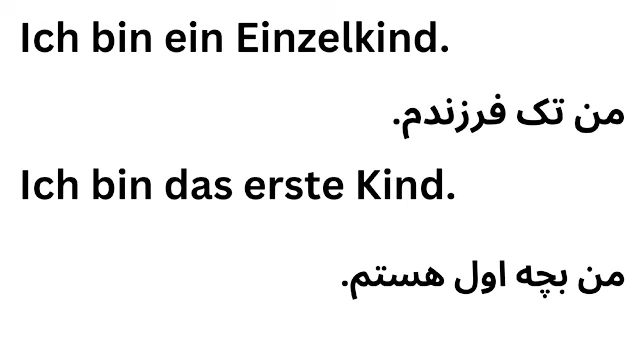 Ich bin ein Einzelkind.
من تک فرزندم.
Ich bin das erste Kind.
من بچه اول هستم.